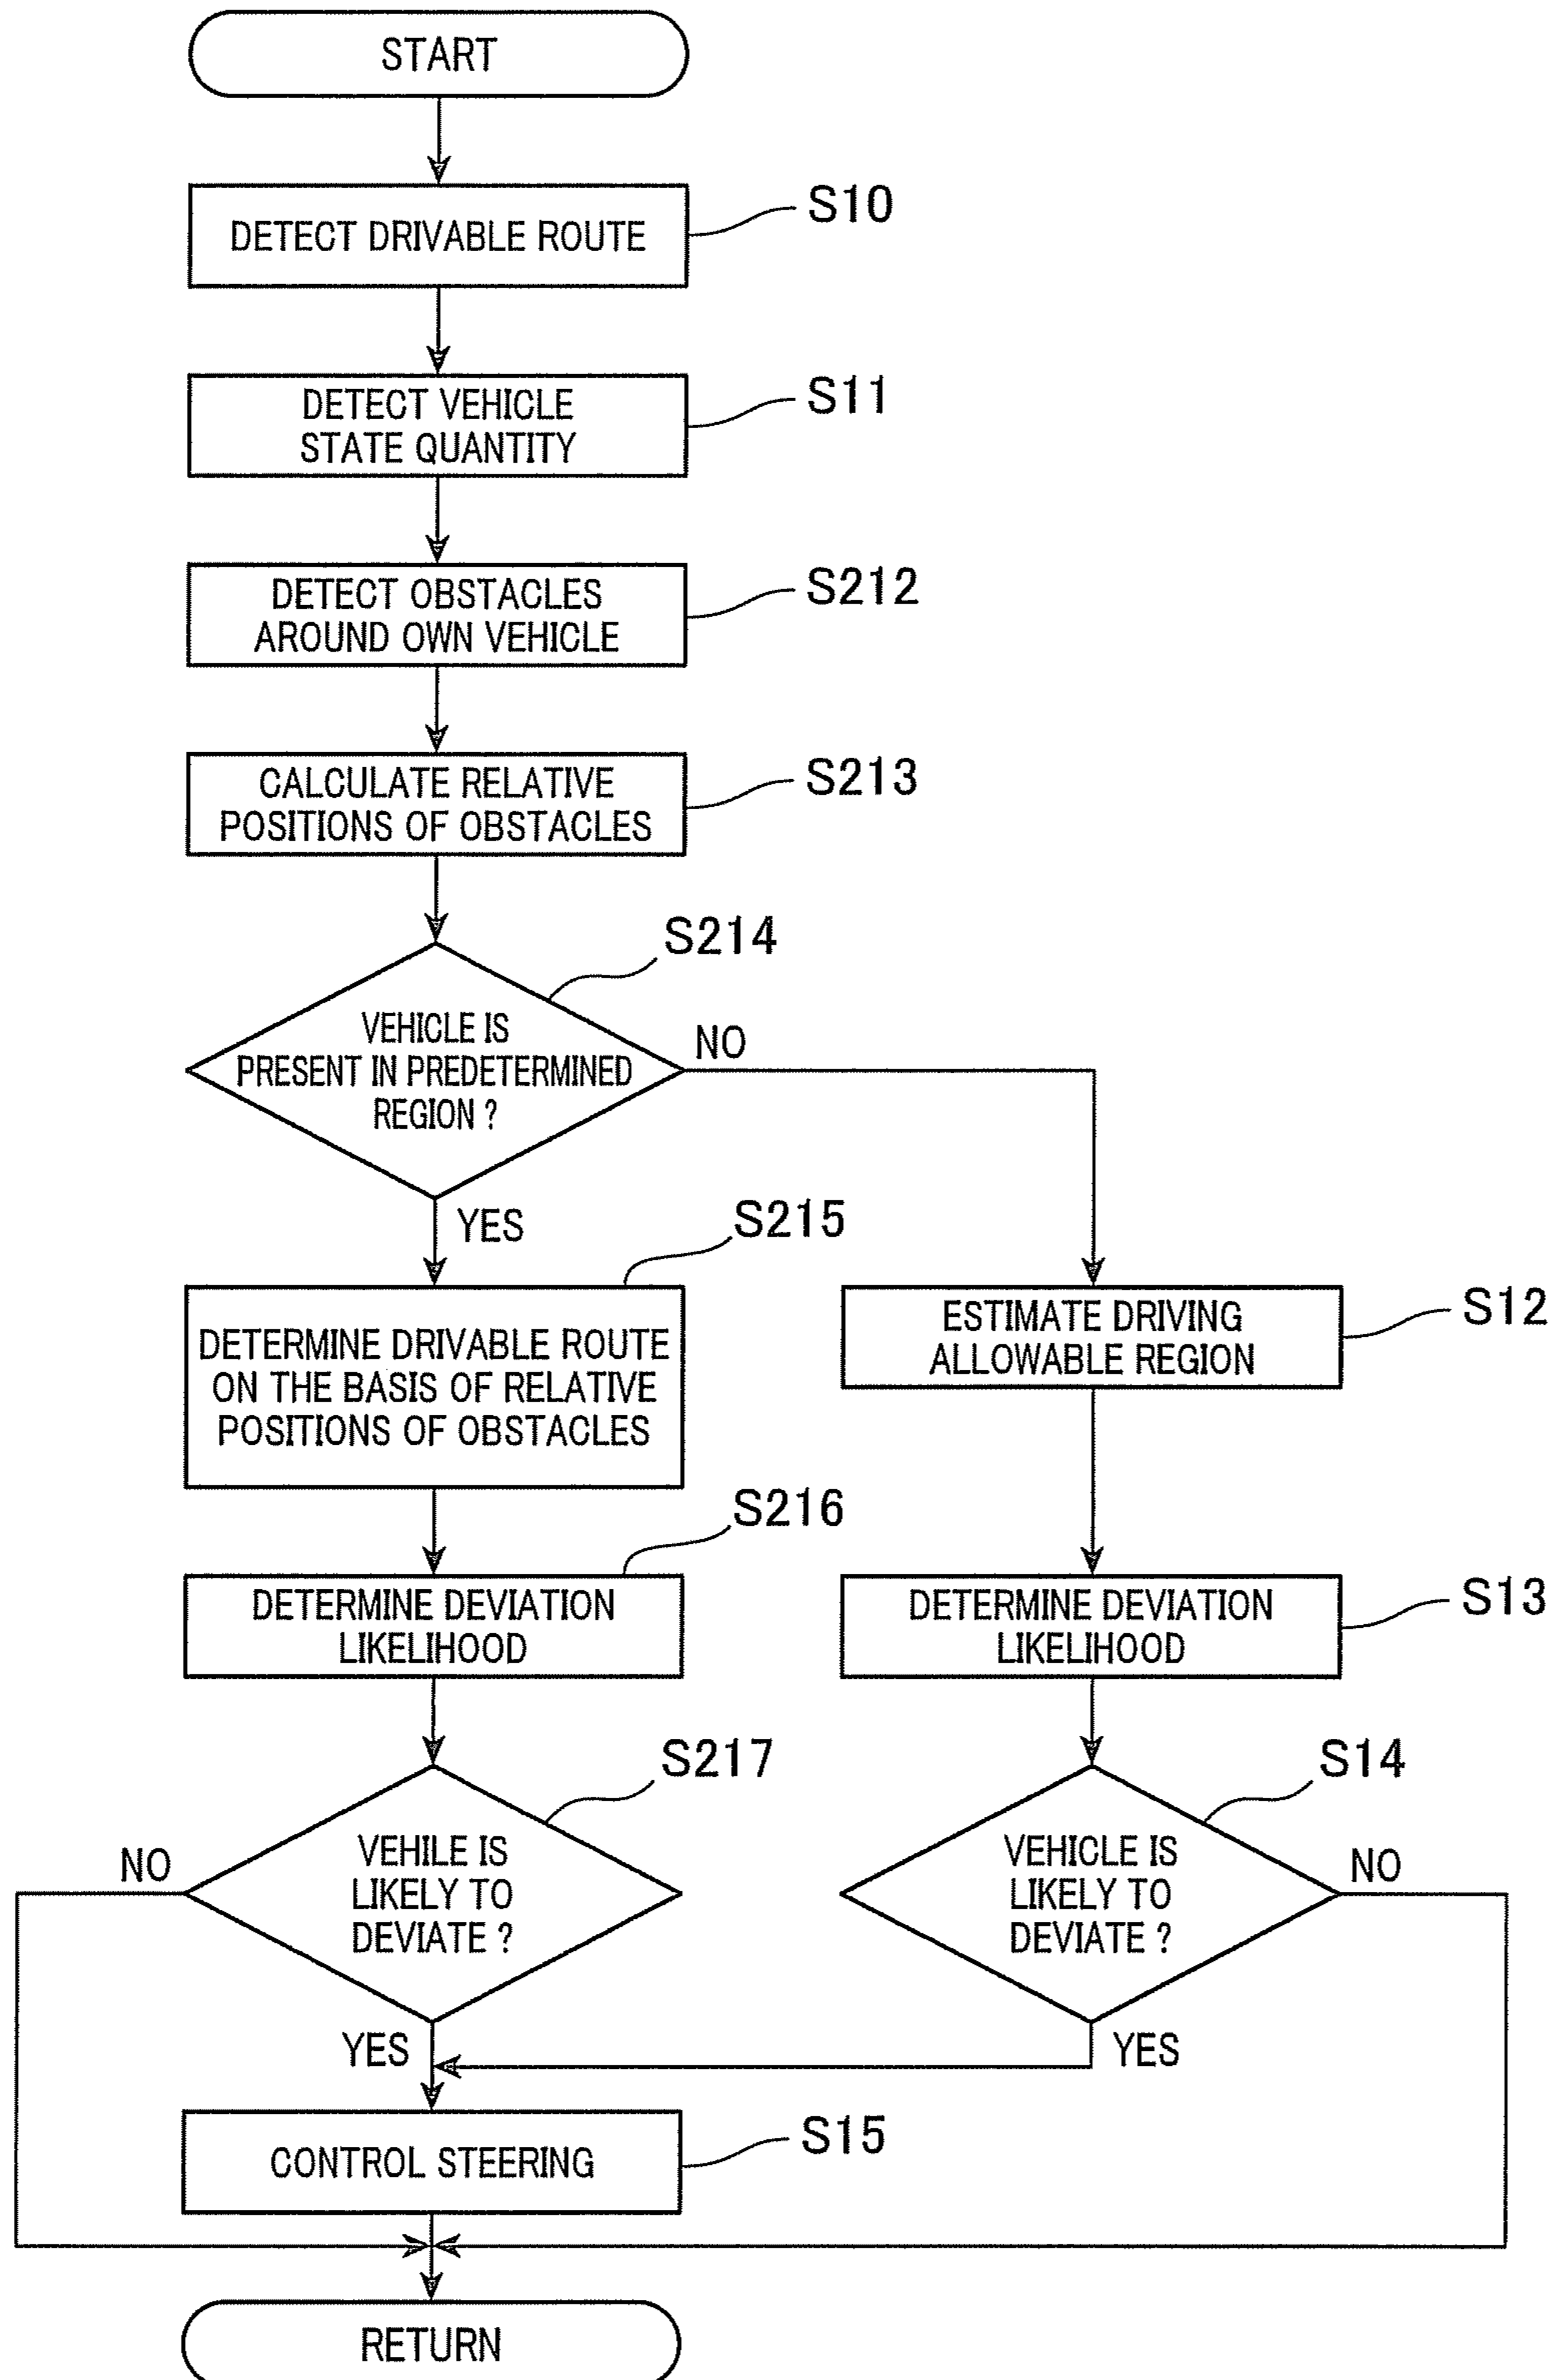 START
DETECT DRIVABLE ROUTE
S10
DETECT VEHICLE
STATE QUANTITY
S11
DETECT OBSTACLES
AROUND OWN VEHICLE
S212
CALCULATE RELATIVE
POSITIONS OF OBSTACLES
S213
S214
VEHICLE IS
PRESENT IN PREDETERMINED
REGION ?
NO
YES
S215
DETERMINE DRIVABLE ROUTE
ON THE BASIS OF RELATIVE
POSITIONS OF OBSTACLES
ESTIMATE DRIVING
ALLOWABLE REGION
S12
S216
DETERMINE DEVIATION
LIKELIHOOD
DETERMINE DEVIATION
LIKELIHOOD
S13
S217
VEHILE IS
LIKELY TO
DEVIATE ?
NO
YES
S14
VEHICLE IS
LIKELY TO
DEVIATE ?
NO
YES
CONTROL STEERING
S15
RETURN